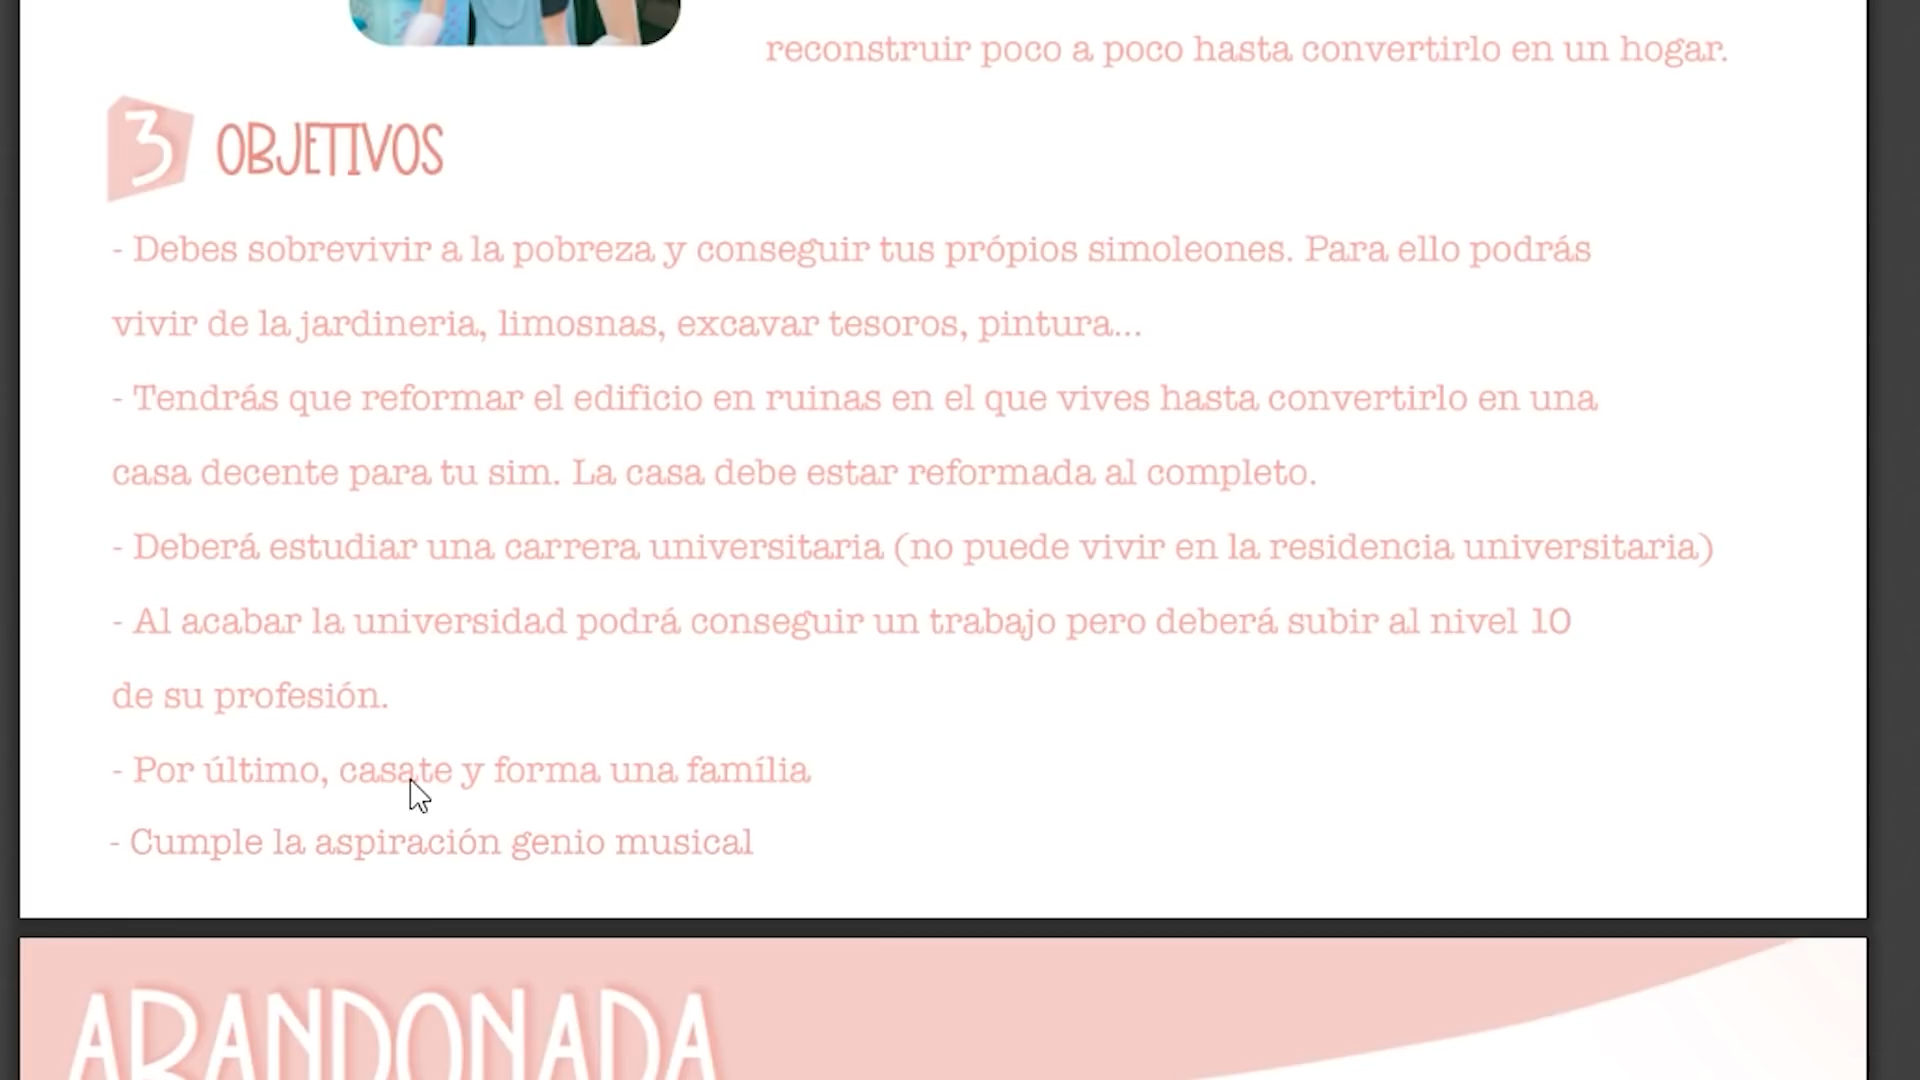 reconstruir poco a poco hasta convertirlo en un hogar.
3 OBJETIVOS
- Debes sobrevivir a la pobreza y conseguir tus própios simoleones. Para ello podrás
vivir de la jardineria, limosnas, excavar tesoros, pintura...
- Tendrás que reformar el edificio en ruinas en el que vives hasta convertirlo en una
casa decente para tu sim. La casa debe estar reformada al completo.
- Deberá estudiar una carrera universitaria (no puede vivir en la residencia universitaria)
- Al acabar la universidad podrá conseguir un trabajo pero deberá subir al nivel 10
de su profesión.
- Por último, casate y forma una família
- Cumple la aspiración genio musical
ABANDONADA